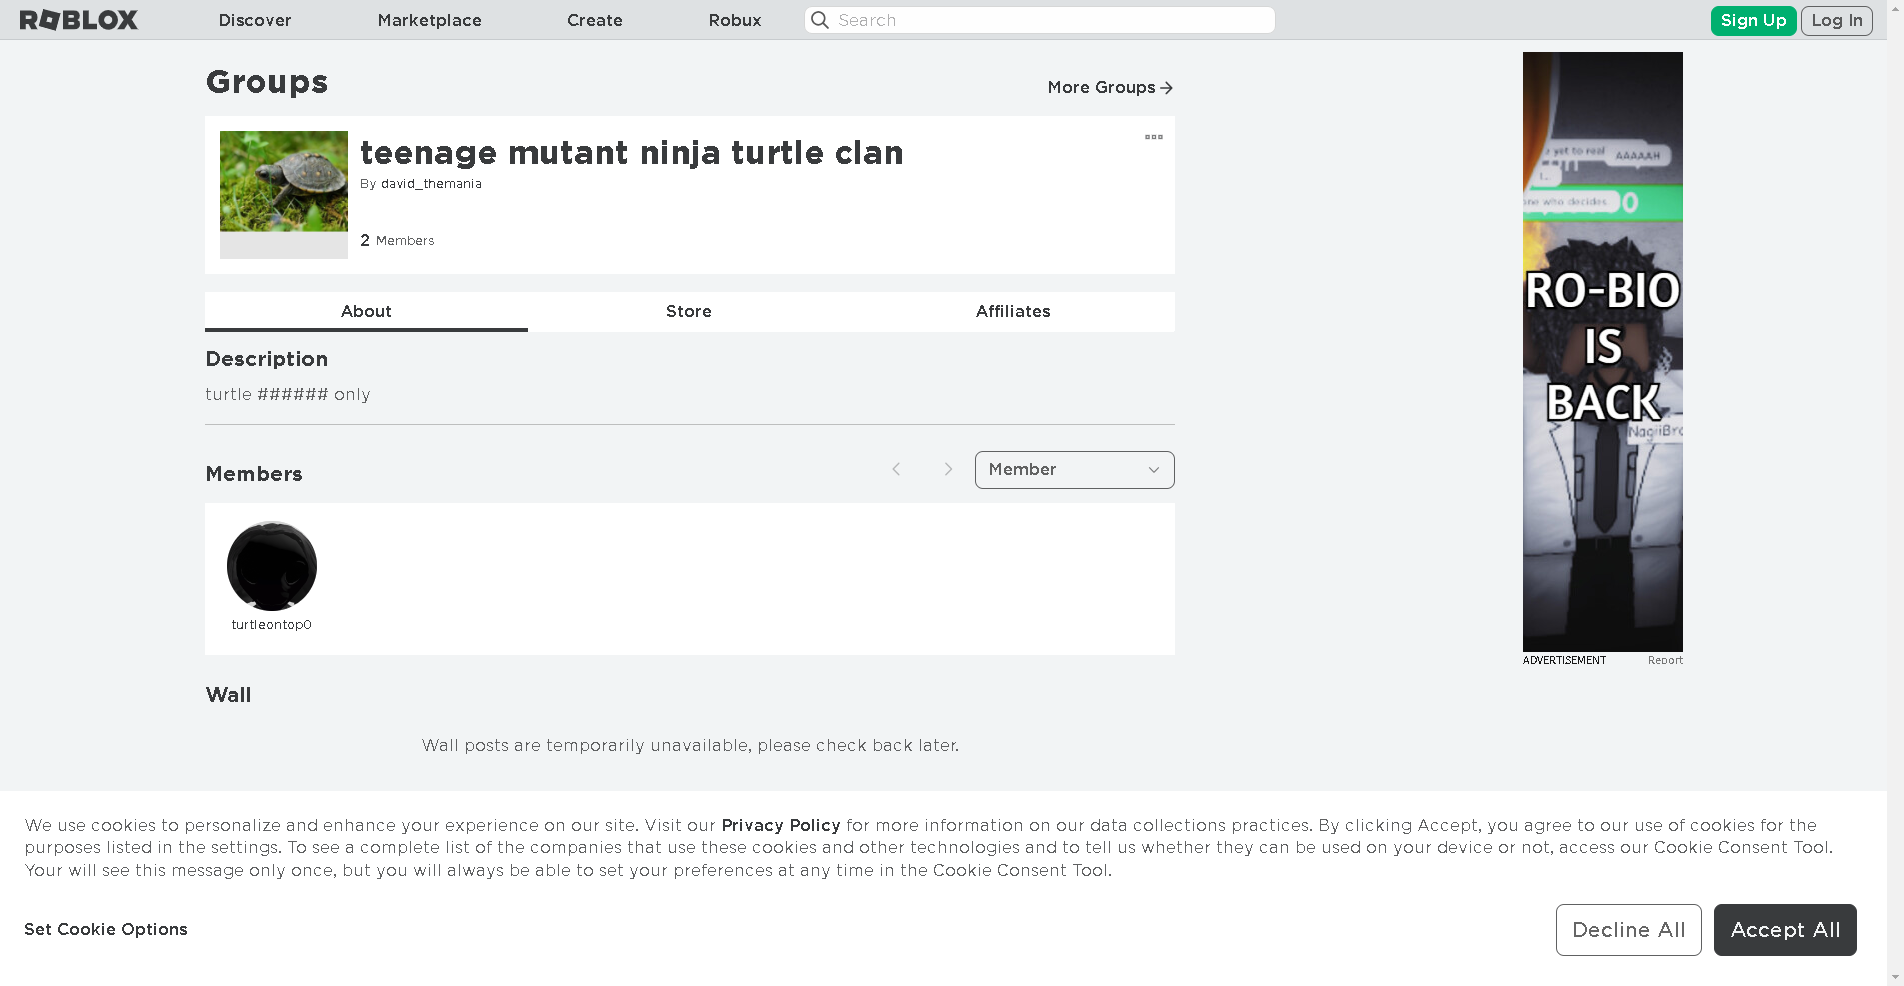 ROBLOX Discover Marketplace Create Robux Search Sign Up Log In
Groups
More Groups
teenage mutant ninja turtle clan
By david_themania
2 Members
About Store Affiliates
Description
turtle ###### only
Members
Member
turtleontop0
Wall
Wall posts are temporarily unavailable, please check back later.
yet to real
AAAAAH
one who decides...
0
RO-BIO
IS
BACK
ADVERTISEMENT Report
We use cookies to personalize and enhance your experience on our site. Visit our Privacy Policy for more information on our data collections practices. By clicking Accept, you agree to our use of cookies for the
purposes listed in the settings. To see a complete list of the companies that use these cookies and other technologies and to tell us whether they can be used on your device or not, access our Cookie Consent Tool.
Your will see this message only once, but you will always be able to set your preferences at any time in the Cookie Consent Tool.
Set Cookie Options
Decline All Accept All